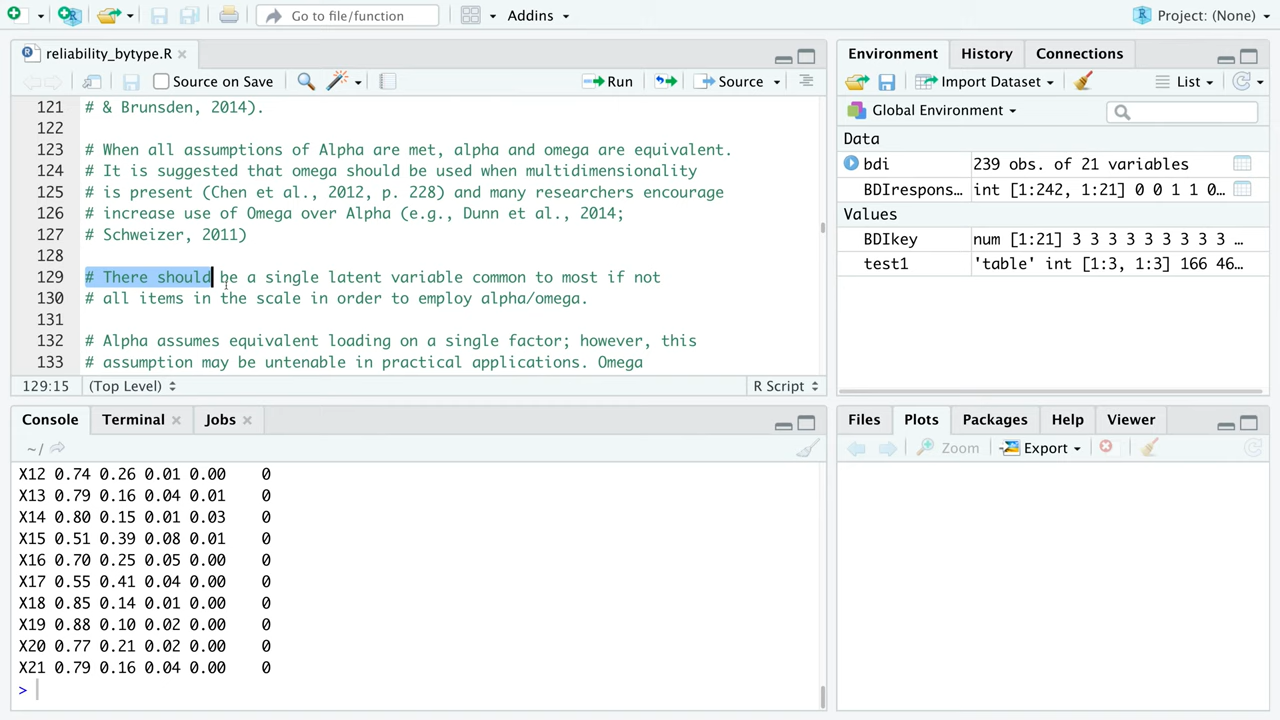 Go to file/function
Addins
Project: (None)
reliability_bytype.R
Source on Save
Run
Source
121 # & Brunsden, 2014).
122
123 # When all assumptions of Alpha are met, alpha and omega are equivalent.
124 # It is suggested that omega should be used when multidimensionality
125 # is present (Chen et al., 2012, p. 228) and many researchers encourage
126 # increase use of Omega over Alpha (e.g., Dunn et al., 2014;
127 # Schweizer, 2011)
128
129 # There should be a single latent variable common to most if not
130 # all items in the scale in order to employ alpha/omega.
131
132 # Alpha assumes equivalent loading on a single factor; however, this
133 # assumption may be untenable in practical applications. Omega
129:15 (Top Level) R Script
Console Terminal Jobs
~/
X12 0.74 0.26 0.01 0.00 0
X13 0.79 0.16 0.04 0.01 0
X14 0.80 0.15 0.01 0.03 0
X15 0.51 0.39 0.08 0.01 0
X16 0.70 0.25 0.05 0.00 0
X17 0.55 0.41 0.04 0.00 0
X18 0.85 0.14 0.01 0.00 0
X19 0.88 0.10 0.02 0.00 0
X20 0.77 0.21 0.02 0.00 0
X21 0.79 0.16 0.04 0.00 0
>
Environment History Connections
Import Dataset List
Global Environment
Data
bdi 239 obs. of 21 variables
BDIrespons… int [1:242, 1:21] 0 0 1 1 0…
Values
BDIkey num [1:21] 3 3 3 3 3 3 3 3 3 …
test1 'table' int [1:3, 1:3] 166 46…
Files Plots Packages Help Viewer
Zoom Export